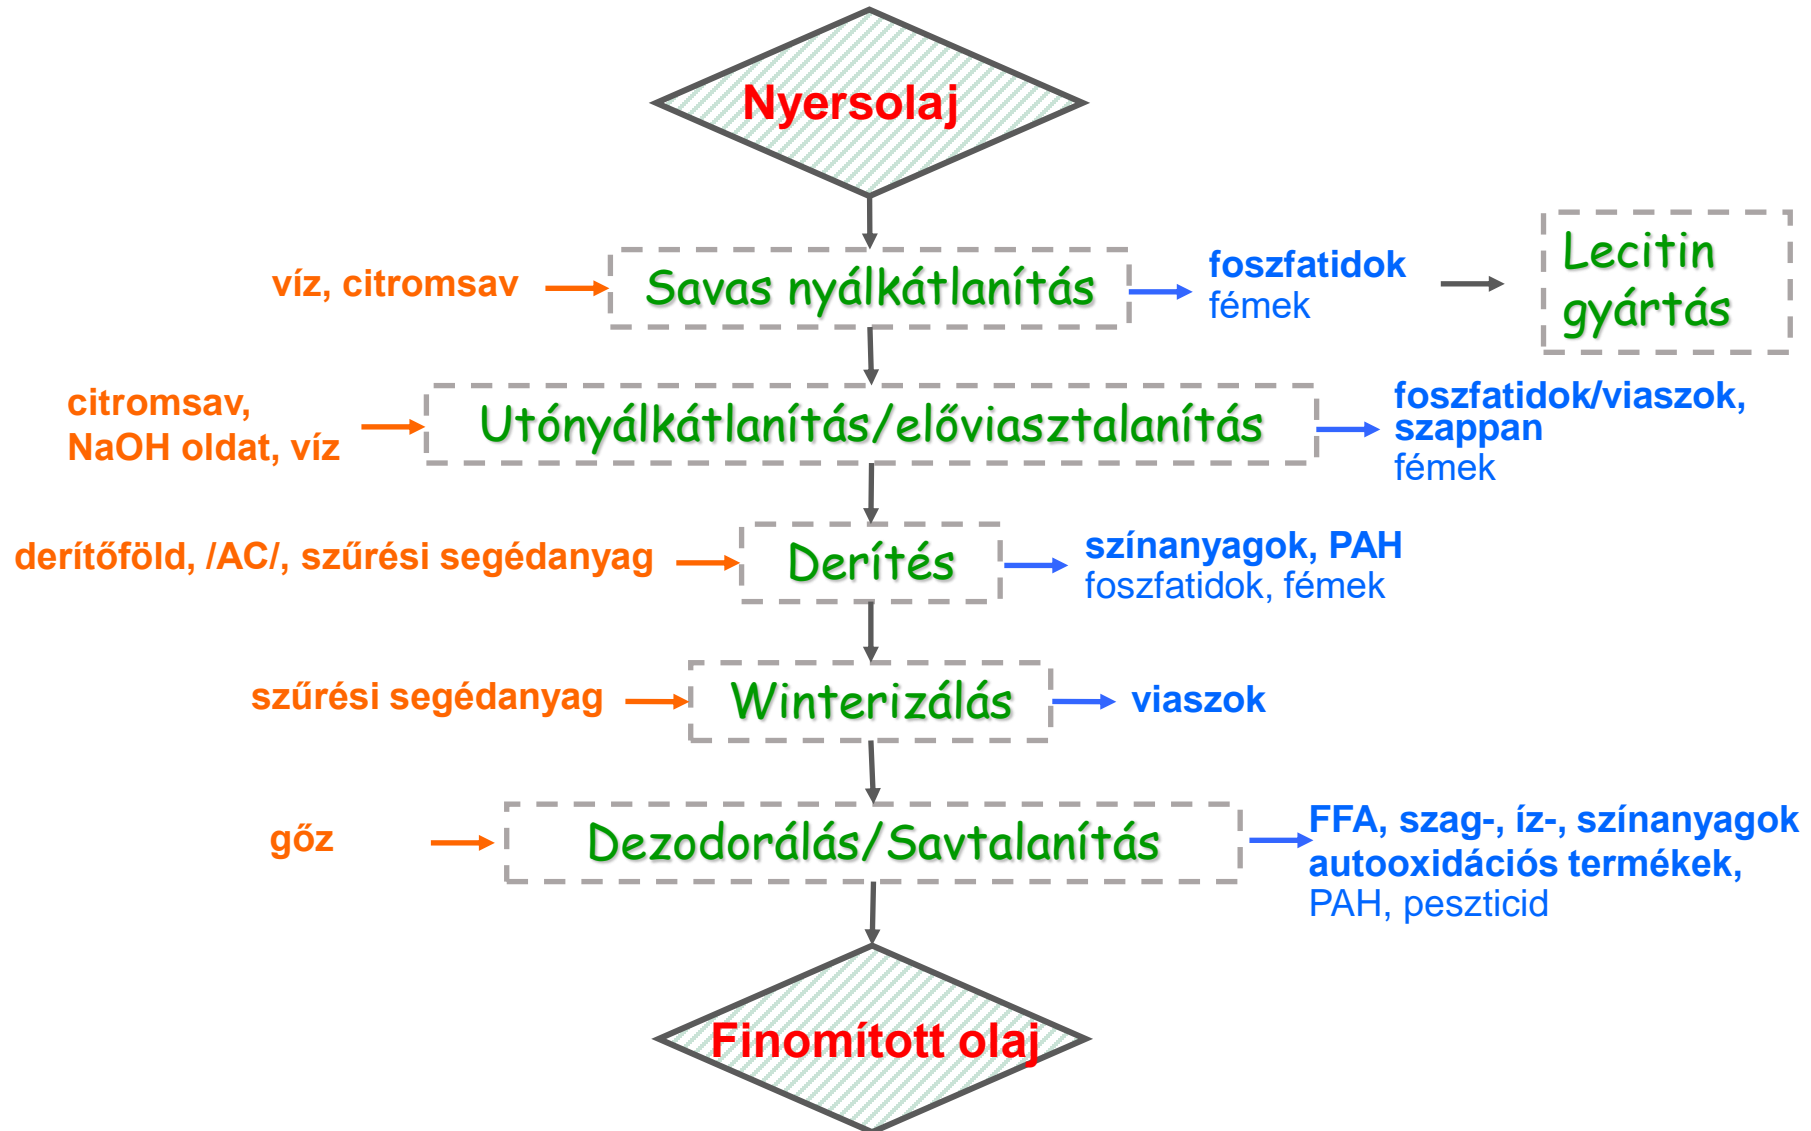 Nyersolaj
víz, citromsav
Savas nyálkátlanítás
foszfatidok
fémek
Lecitin
gyártás
citromsav,
NaOH oldat, víz
Utónyálkátlanítás/előviasztalanítás
foszfatidok/viaszok,
szappan
fémek
derítőföld, /AC/, szűrési segédanyag
Derítés
színanyagok, PAH
foszfatidok, fémek
szűrési segédanyag
Winterizálás
viaszok
gőz
Dezodorálás/Savtalanítás
FFA, szag-, íz-, színanyagok
autooxidációs termékek,
PAH, peszticid
Finomított olaj